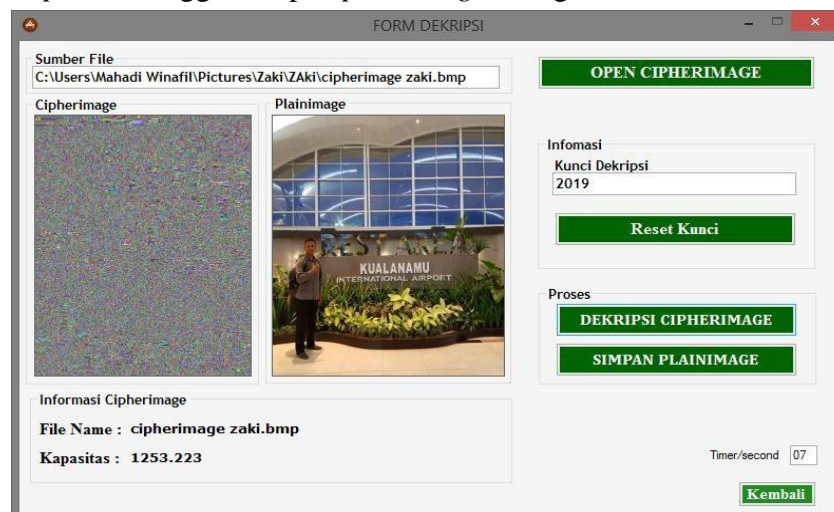 FORM DEKRIPSI
Sumber File
C:\Users\Mahadi Winafil\Pictures\Zaki\ZAki\cipherimage zaki.bmp
OPEN CIPHERIMAGE
Cipherimage
Plainimage
REST AREA
KUALANAMU
INTERNATIONAL AIRPORT
Infomasi
Kunci Dekripsi
2019
Reset Kunci
Proses
DEKRIPSI CIPHERIMAGE
SIMPAN PLAINIMAGE
Informasi Cipherimage
File Name : cipherimage zaki.bmp
Kapasitas : 1253.223
Timer/second 07
Kembali